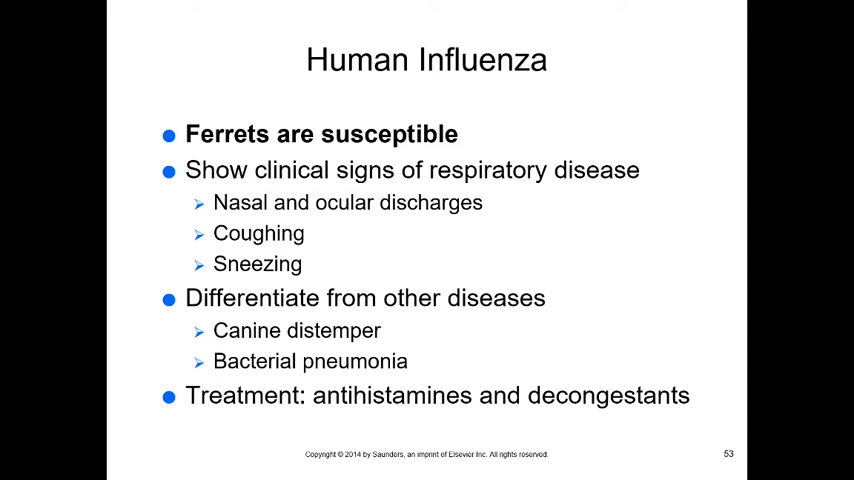 Human Influenza
Ferrets are susceptible
Show clinical signs of respiratory disease
Nasal and ocular discharges
Coughing
Sneezing
Differentiate from other diseases
Canine distemper
Bacterial pneumonia
Treatment: antihistamines and decongestants
Copyright © 2014 by Saunders, an imprint of Elsevier Inc. All rights reserved.
53